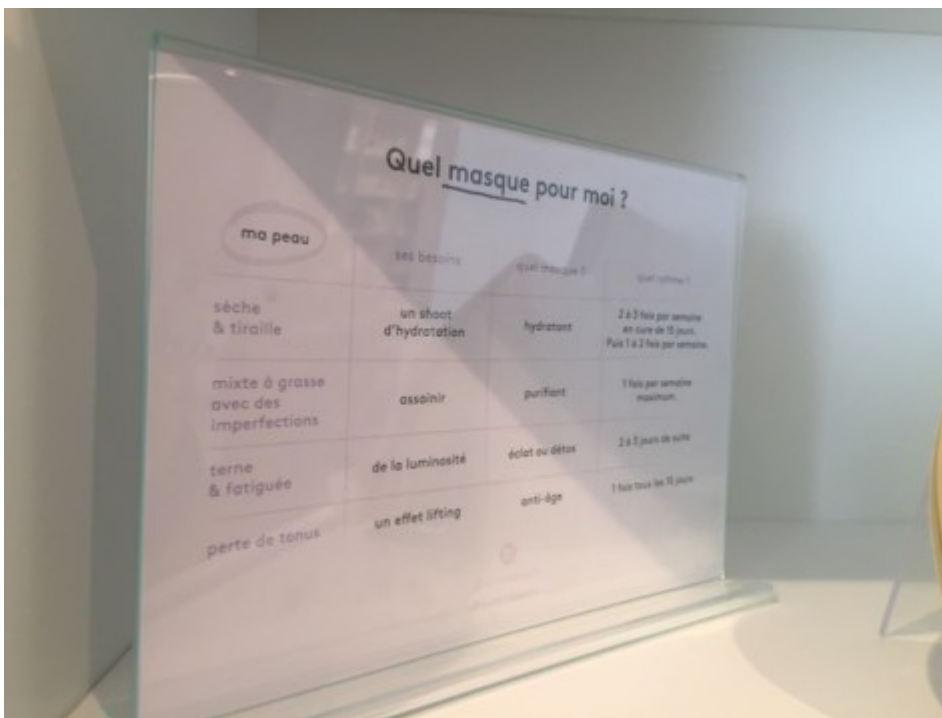 Quel masque pour moi ?
ma peau
ses besoins
quel masque ?
quel rythme ?
sèche
& tiraille
un shoot
d'hydratation
hydratant
2 à 3 fois par semaine
en cure de 15 jours.
Puis 1 à 2 fois par semaine.
mixte à grasse
avec des
imperfections
assainir
purifiant
1 fois par semaine
maximum
terne
& fatiguée
de la luminosité
éclat ou détox
2 à 3 jours de suite
perte de tonus
un effet lifting
anti-âge
1 fois tous les 15 jours